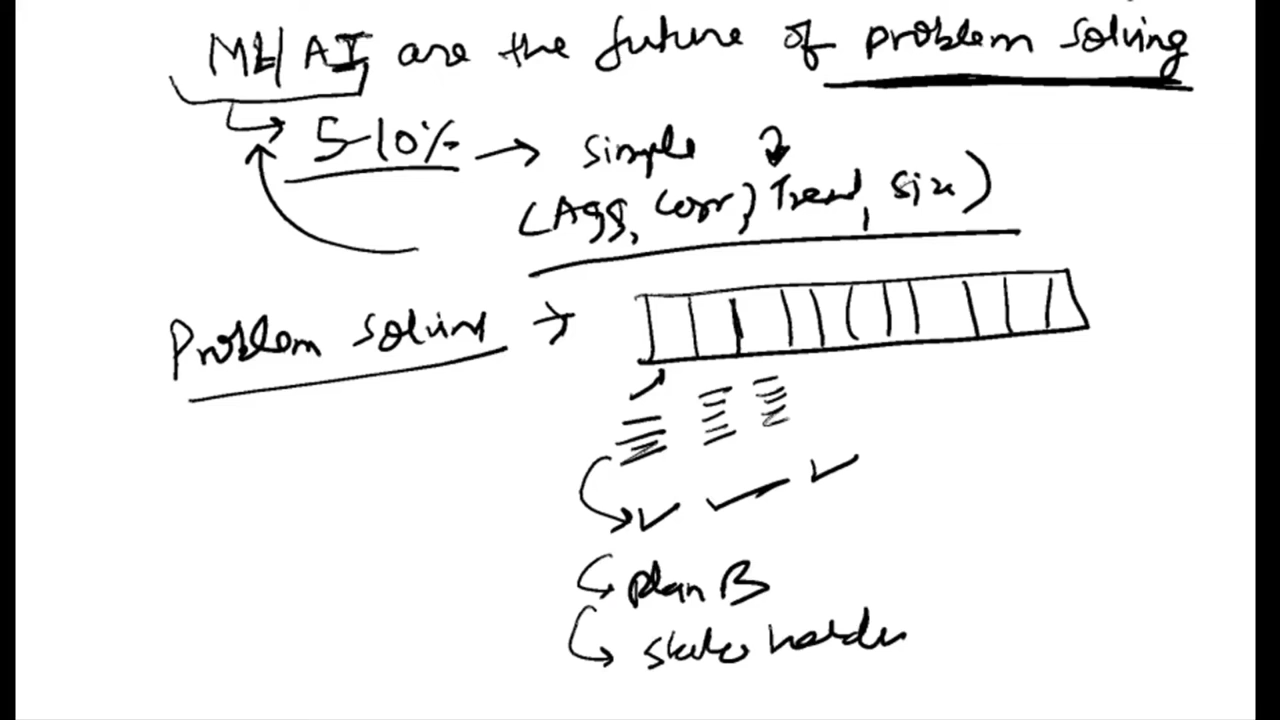 ML/AI are the future of problem solving
5-10% → simple
(Agg, Corr, Trend, size)
Problem solving →
plan B
stakeholder